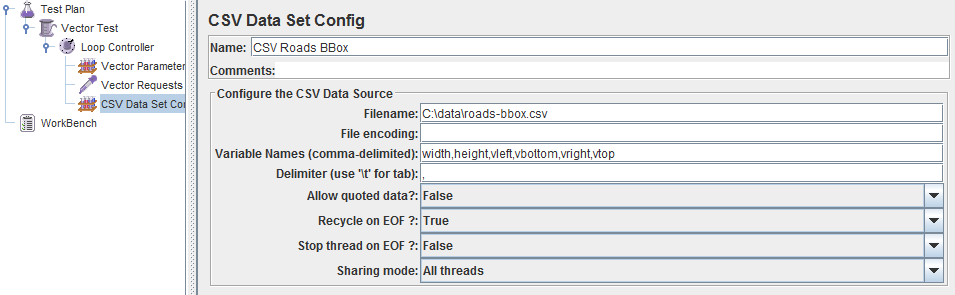 Test Plan
Vector Test
Loop Controller
Vector Parameter
Vector Requests
CSV Data Set Con
WorkBench
CSV Data Set Config
Name: CSV Roads BBox
Comments:
Configure the CSV Data Source
Filename: C:\data\roads-bbox.csv
File encoding:
Variable Names (comma-delimited): width,height,vleft,vbottom,vright,vtop
Delimiter (use '\t' for tab): ,
Allow quoted data?: False
Recycle on EOF ?: True
Stop thread on EOF ?: False
Sharing mode: All threads